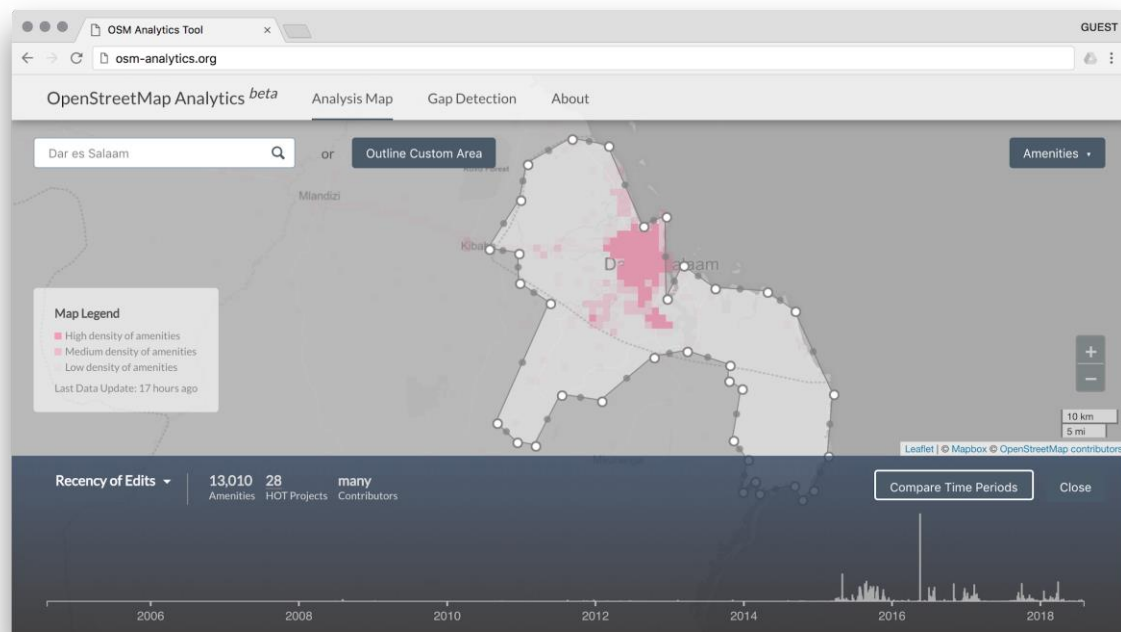 OSM Analytics Tool
GUEST
osm-analytics.org
OpenStreetMap Analytics beta Analysis Map Gap Detection About
Dar es Salaam or Outline Custom Area Amenities
Mlandizi
Map Legend
High density of amenities
Medium density of amenities
Low density of amenities
Last Data Update: 17 hours ago
+
−
10 km
5 mi
Leaflet | © Mapbox © OpenStreetMap contributors
Recency of Edits 13,010 28 many Compare Time Periods Close
Amenities HOT Projects Contributors
2006 2008 2010 2012 2014 2016 2018